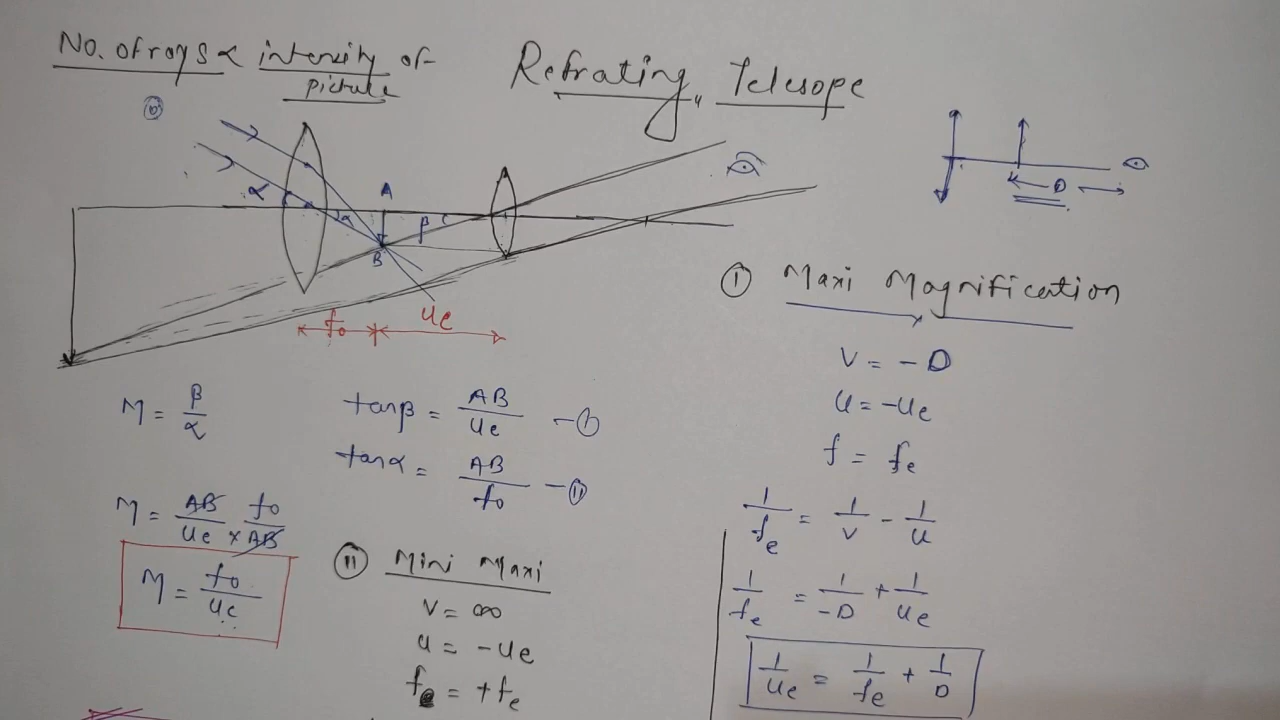 No. of rays ∝ intensity of
picture
Refrating Telesope
α
A
α
β
B
D
fo
ue
I Maxi Magnification
v = -D
u = -ue
f = fe
1/fe = 1/v - 1/u
1/fe = 1/-D + 1/ue
1/ue = 1/fe + 1/D
M = β/α
tanβ = AB/ue - I
tanα = AB/fo - II
M = AB/ue × fo/AB
M = fo/ue
II Mini Maxi
v = ∞
u = -ue
fe = +fe